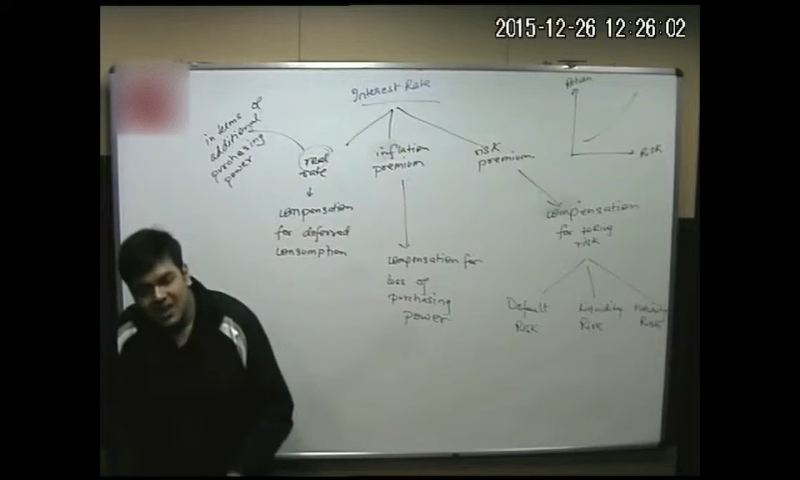 2015-12-26 12:26:02
Interest Rate
Return
Risk
in terms of
additional
purchasing
power
real
rate
inflation
premium
risk
premium
compensation
for deferred
consumption
compensation for
loss of
purchasing
power
compensation
for taking
risk
Default
Risk
Liquidity
Risk
Maturity
Risk